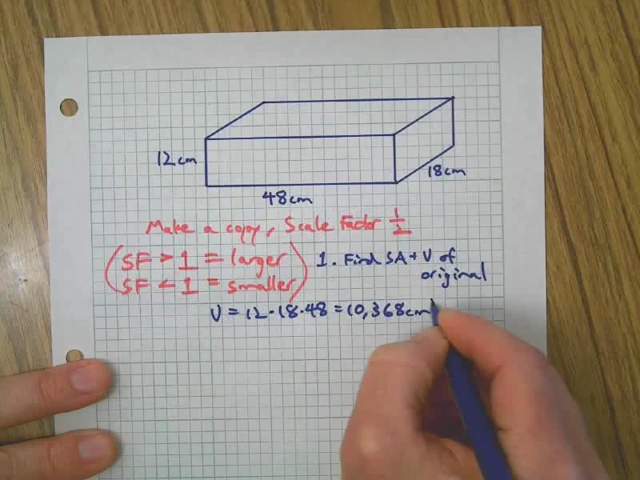 12cm
18cm
48cm
Make a copy, Scale Factor 1/2
(SF > 1 = larger
SF < 1 = smaller)
1. Find SA + V of
original
V = 12 · 18 · 48 = 10,368cm